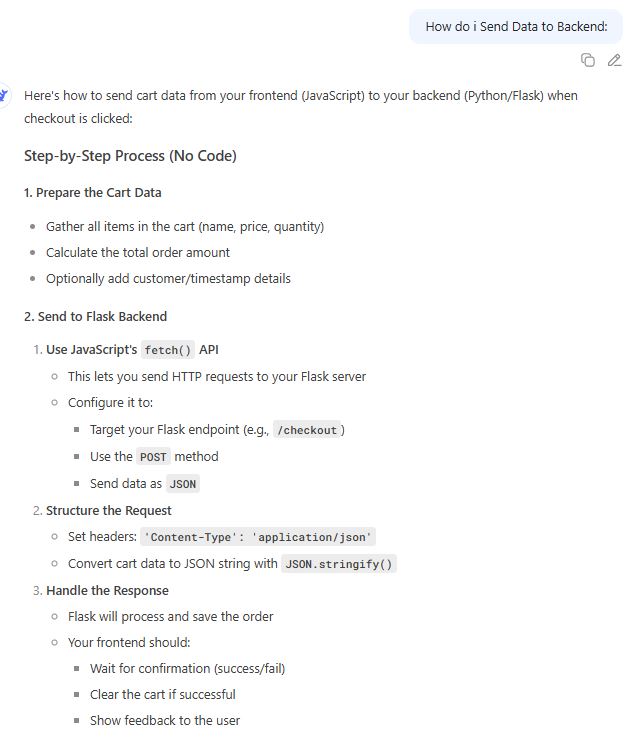 How do i Send Data to Backend:
Here's how to send cart data from your frontend (JavaScript) to your backend (Python/Flask) when
checkout is clicked:
Step-by-Step Process (No Code)
1. Prepare the Cart Data
• Gather all items in the cart (name, price, quantity)
• Calculate the total order amount
• Optionally add customer/timestamp details
2. Send to Flask Backend
1. Use JavaScript's fetch() API
○ This lets you send HTTP requests to your Flask server
○ Configure it to:
■ Target your Flask endpoint (e.g., /checkout)
■ Use the POST method
■ Send data as JSON
2. Structure the Request
○ Set headers: 'Content-Type': 'application/json'
○ Convert cart data to JSON string with JSON.stringify()
3. Handle the Response
○ Flask will process and save the order
○ Your frontend should:
■ Wait for confirmation (success/fail)
■ Clear the cart if successful
■ Show feedback to the user